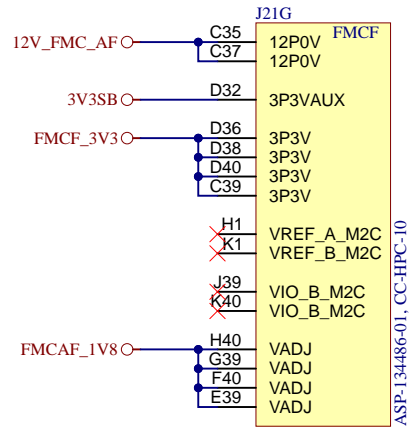 J21G
FMCF
12V_FMC_AF C35 12P0V
C37 12P0V
3V3SB D32 3P3VAUX
FMCF_3V3 D36 3P3V
D38 3P3V
D40 3P3V
C39 3P3V
H1 VREF_A_M2C
K1 VREF_B_M2C
J39 VIO_B_M2C
K40 VIO_B_M2C
FMCAF_1V8 H40 VADJ
G39 VADJ
F40 VADJ
E39 VADJ
ASP-134486-01, CC-HPC-10